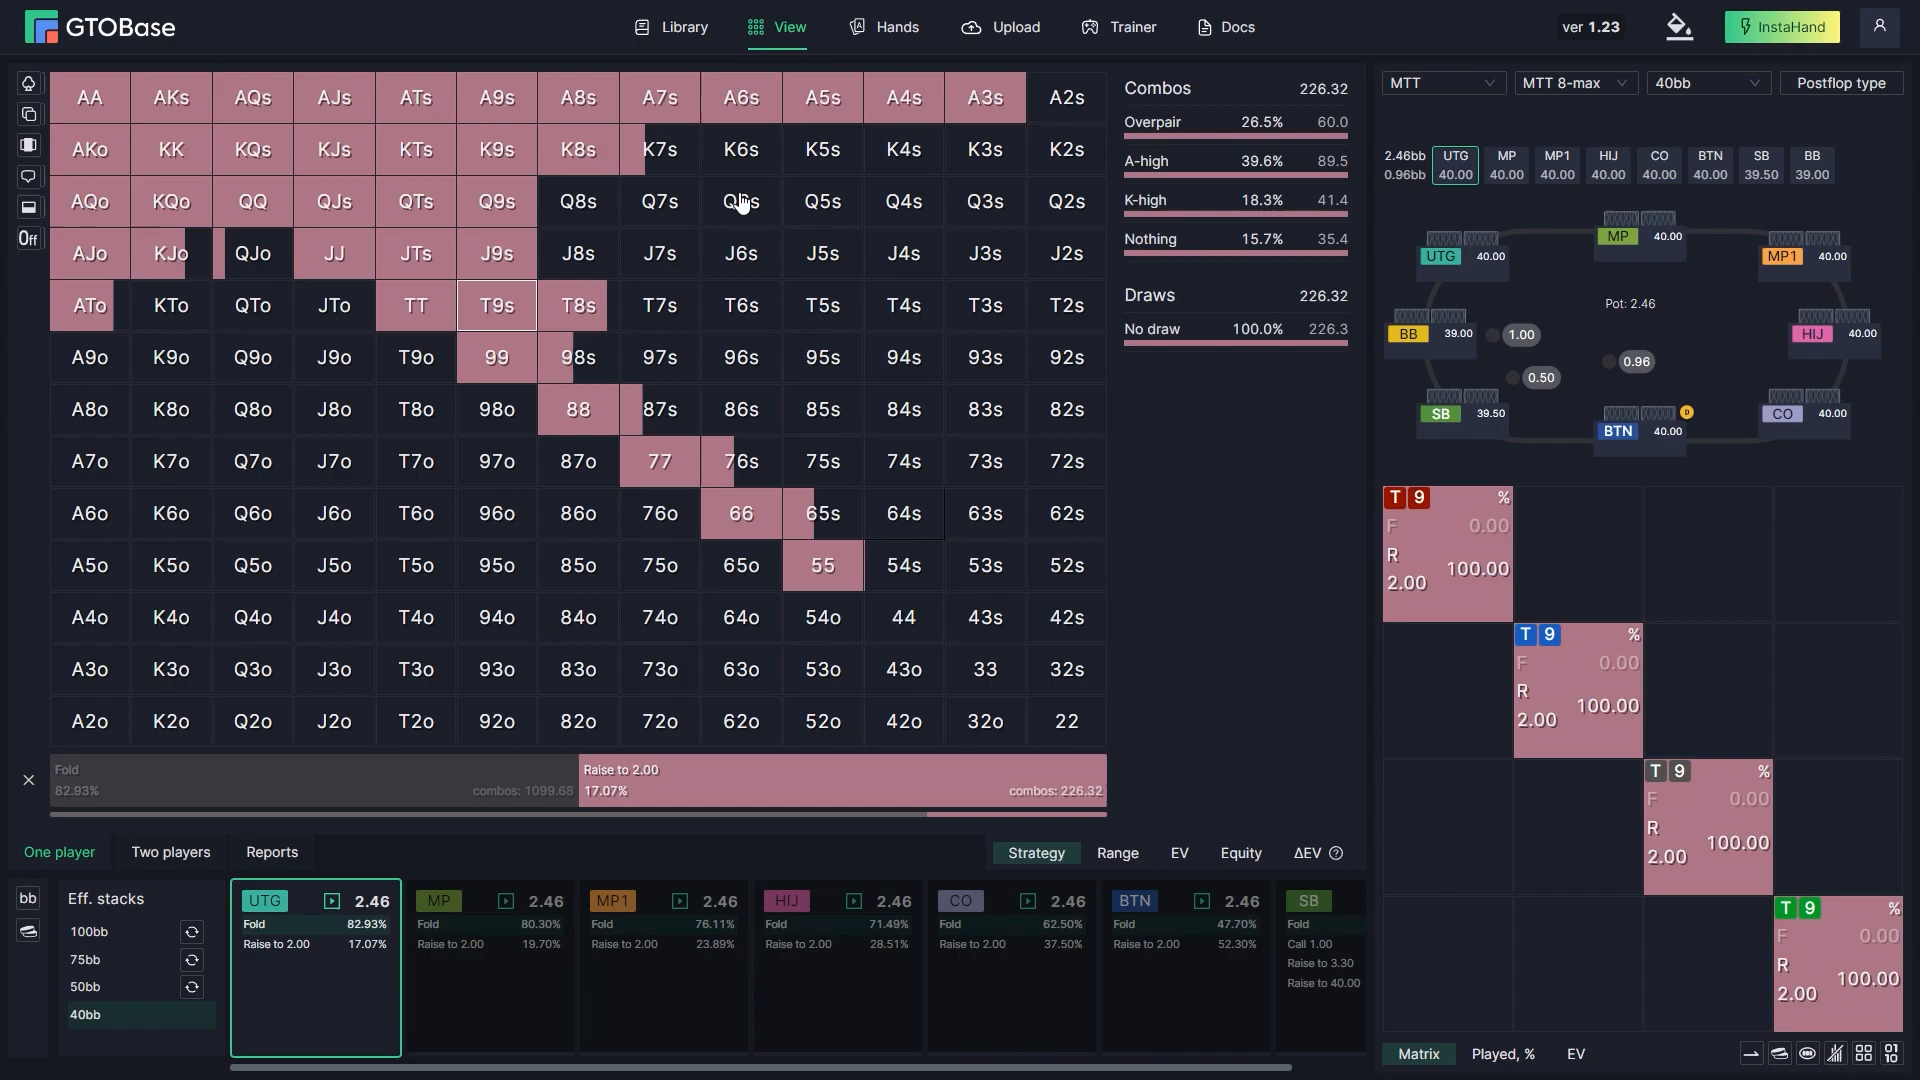 GTOBase
Library View Hands Upload Trainer Docs
ver 1.23
InstaHand
AA AKs AQs AJs ATs A9s A8s A7s A6s A5s A4s A3s A2s
AKo KK KQs KJs KTs K9s K8s K7s K6s K5s K4s K3s K2s
AQo KQo QQ QJs QTs Q9s Q8s Q7s Q6s Q5s Q4s Q3s Q2s
AJo KJo QJo JJ JTs J9s J8s J7s J6s J5s J4s J3s J2s
ATo KTo QTo JTo TT T9s T8s T7s T6s T5s T4s T3s T2s
A9o K9o Q9o J9o T9o 99 98s 97s 96s 95s 94s 93s 92s
A8o K8o Q8o J8o T8o 98o 88 87s 86s 85s 84s 83s 82s
A7o K7o Q7o J7o T7o 97o 87o 77 76s 75s 74s 73s 72s
A6o K6o Q6o J6o T6o 96o 86o 76o 66 65s 64s 63s 62s
A5o K5o Q5o J5o T5o 95o 85o 75o 65o 55 54s 53s 52s
A4o K4o Q4o J4o T4o 94o 84o 74o 64o 54o 44 43s 42s
A3o K3o Q3o J3o T3o 93o 83o 73o 63o 53o 43o 33 32s
A2o K2o Q2o J2o T2o 92o 82o 72o 62o 52o 42o 32o 22
Off
Fold
82.93% combos: 1099.68
Raise to 2.00
17.07% combos: 226.32
Combos 226.32
Overpair 26.5% 60.0
A-high 39.6% 89.5
K-high 18.3% 41.4
Nothing 15.7% 35.4
Draws 226.32
No draw 100.0% 226.3
One player Two players Reports
Strategy Range EV Equity ΔEV
bb
Eff. stacks
100bb
75bb
50bb
40bb
UTG 2.46
Fold 82.93%
Raise to 2.00 17.07%
MP 2.46
Fold 80.30%
Raise to 2.00 19.70%
MP1 2.46
Fold 76.11%
Raise to 2.00 23.89%
HIJ 2.46
Fold 71.49%
Raise to 2.00 28.51%
CO 2.46
Fold 62.50%
Raise to 2.00 37.50%
BTN 2.46
Fold 47.70%
Raise to 2.00 52.30%
SB
Fold
Call 1.00
Raise to 3.30
Raise to 40.00
MTT MTT 8-max 40bb Postflop type
2.46bb UTG MP MP1 HIJ CO BTN SB BB
0.96bb 40.00 40.00 40.00 40.00 40.00 40.00 39.50 39.00
MP 40.00
UTG 40.00
MP1 40.00
Pot: 2.46
BB 39.00
1.00
HIJ 40.00
0.96
0.50
SB 39.50
D
CO 40.00
BTN 40.00
T 9 %
F 0.00
R
2.00 100.00
T 9 %
F 0.00
R
2.00 100.00
T 9 %
F 0.00
R
2.00 100.00
T 9 %
F 0.00
R
2.00 100.00
Matrix Played, % EV
01
10